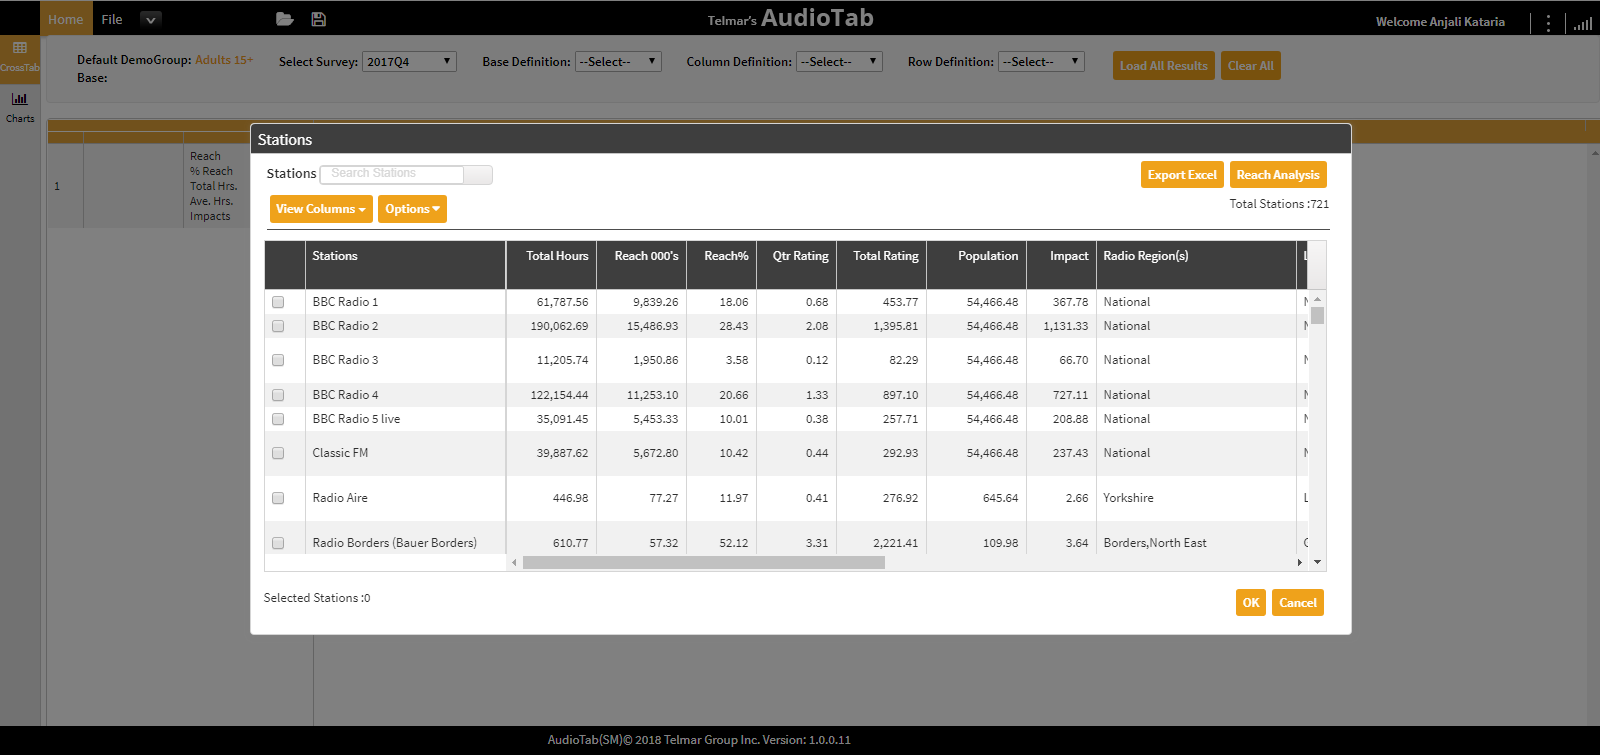 Home File Telmar's AudioTab Welcome Anjali Kataria
CrossTab
Default DemoGroup: Adults 15+ Select Survey: 2017Q4 Base Definition: --Select-- Column Definition: --Select-- Row Definition: --Select-- Load All Results Clear All
Base:
Charts
1
Reach
% Reach
Total Hrs.
Ave. Hrs.
Impacts
Stations
Stations Search Stations Export Excel Reach Analysis
View Columns Options Total Stations :721
Stations Total Hours Reach 000's Reach% Qtr Rating Total Rating Population Impact Radio Region(s)
BBC Radio 1 61,787.56 9,839.26 18.06 0.68 453.77 54,466.48 367.78 National
BBC Radio 2 190,062.69 15,486.93 28.43 2.08 1,395.81 54,466.48 1,131.33 National
BBC Radio 3 11,205.74 1,950.86 3.58 0.12 82.29 54,466.48 66.70 National
BBC Radio 4 122,154.44 11,253.10 20.66 1.33 897.10 54,466.48 727.11 National
BBC Radio 5 live 35,091.45 5,453.33 10.01 0.38 257.71 54,466.48 208.88 National
Classic FM 39,887.62 5,672.80 10.42 0.44 292.93 54,466.48 237.43 National
Radio Aire 446.98 77.27 11.97 0.41 276.92 645.64 2.66 Yorkshire
Radio Borders (Bauer Borders) 610.77 57.32 52.12 3.31 2,221.41 109.98 3.64 Borders,North East
Selected Stations :0 OK Cancel
AudioTab(SM)© 2018 Telmar Group Inc. Version: 1.0.0.11